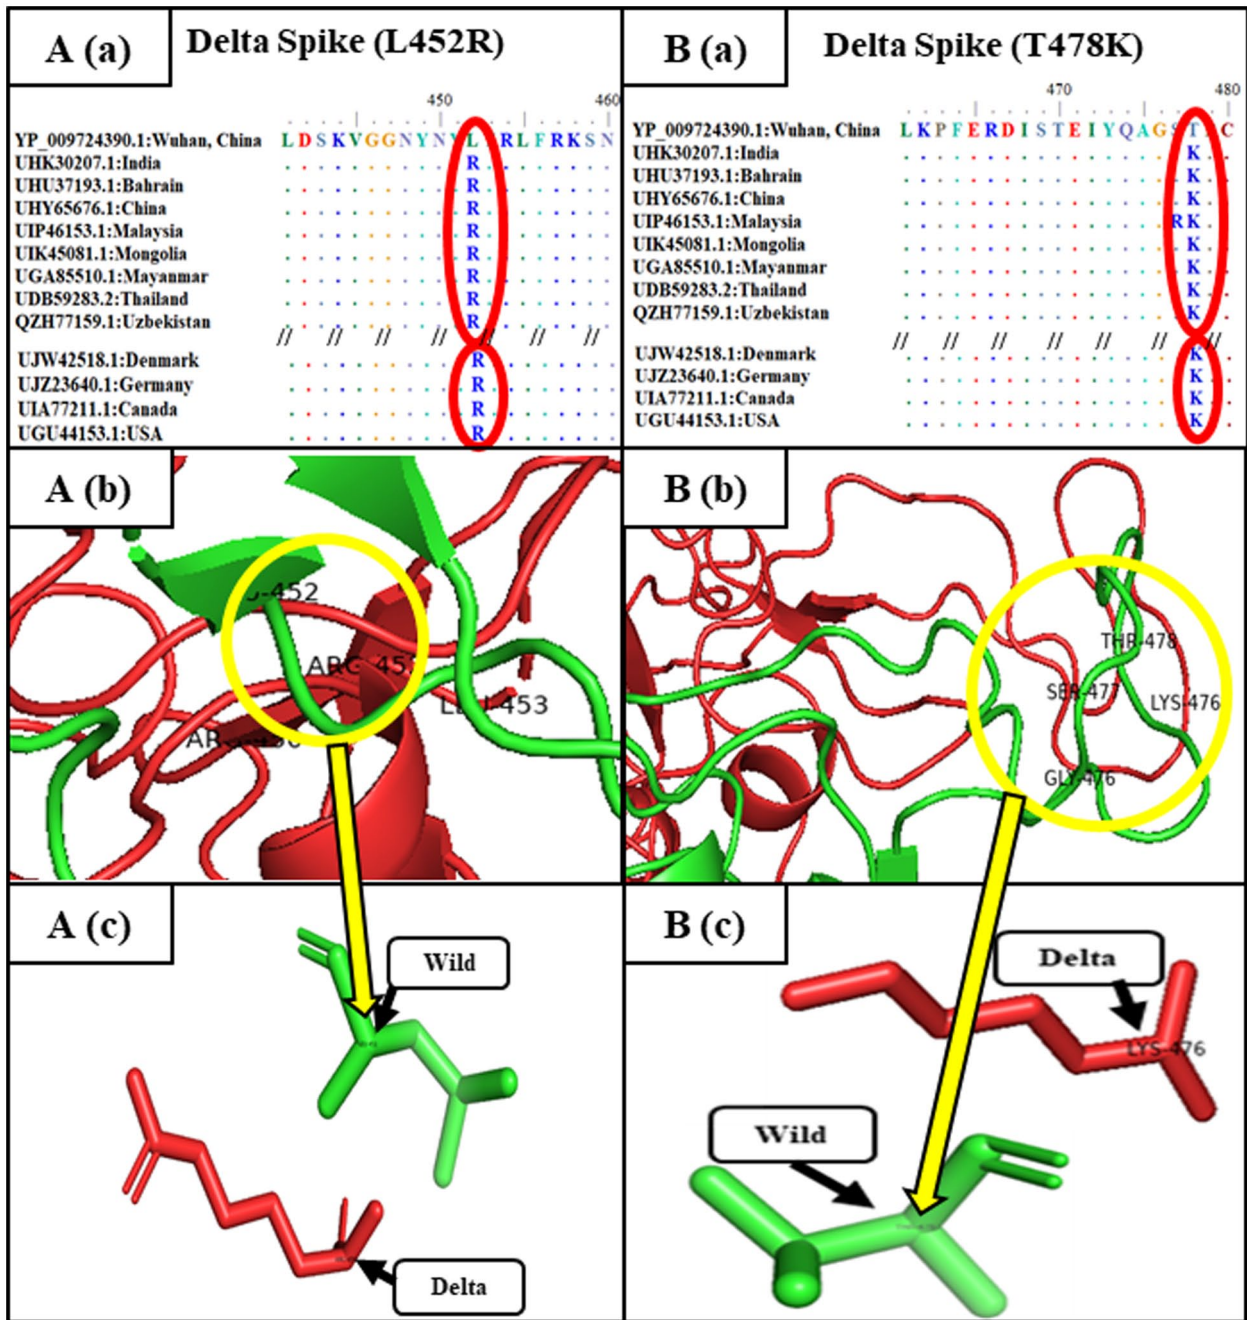 A (a)
Delta Spike (L452R)
450
460
YP_009724390.1:Wuhan, China L D S K V G G N Y N Y L R L F R K S N
UHK30207.1:India R
UHU37193.1:Bahrain R
UHY65676.1:China R
UIP46153.1:Malaysia R
UIK45081.1:Mongolia R
UGA85510.1:Mayanmar R
UDB59283.2:Thailand R
QZH77159.1:Uzbekistan R
// // // // // // //
UJW42518.1:Denmark R
UJZ23640.1:Germany R
UIA77211.1:Canada R
UGU44153.1:USA R
B (a)
Delta Spike (T478K)
470
480
YP_009724390.1:Wuhan, China L K P F E R D I S T E I Y Q A G S T C
UHK30207.1:India K
UHU37193.1:Bahrain K
UHY65676.1:China K
UIP46153.1:Malaysia R K
UIK45081.1:Mongolia K
UGA85510.1:Mayanmar K
UDB59283.2:Thailand K
QZH77159.1:Uzbekistan K
// // // // // // //
UJW42518.1:Denmark K
UJZ23640.1:Germany K
UIA77211.1:Canada K
UGU44153.1:USA K
A (b)
-452
LEU-453
B (b)
THR-478
SER-477
LYS-476
GLY-476
A (c)
Wild
Delta
B (c)
Delta
LYS-476
Wild